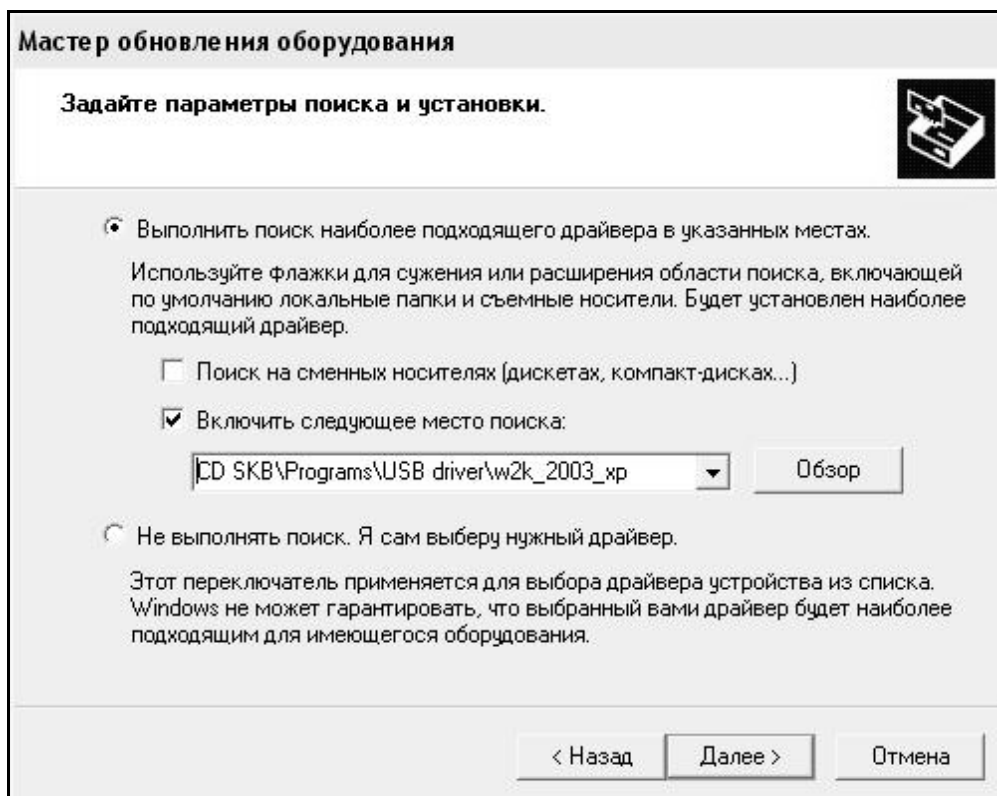 Мастер обновления оборудования
Задайте параметры поиска и установки.
Выполнить поиск наиболее подходящего драйвера в указанных местах.
Используйте флажки для сужения или расширения области поиска, включающей
по умолчанию локальные папки и съемные носители. Будет установлен наиболее
подходящий драйвер.
Поиск на сменных носителях (дискетах, компакт-дисках...)
Включить следующее место поиска:
CD SKB\Programs\USB driver\w2k_2003_xp
Обзор
Не выполнять поиск. Я сам выберу нужный драйвер.
Этот переключатель применяется для выбора драйвера устройства из списка.
Windows не может гарантировать, что выбранный вами драйвер будет наиболее
подходящим для имеющегося оборудования.
< Назад
Далее >
Отмена